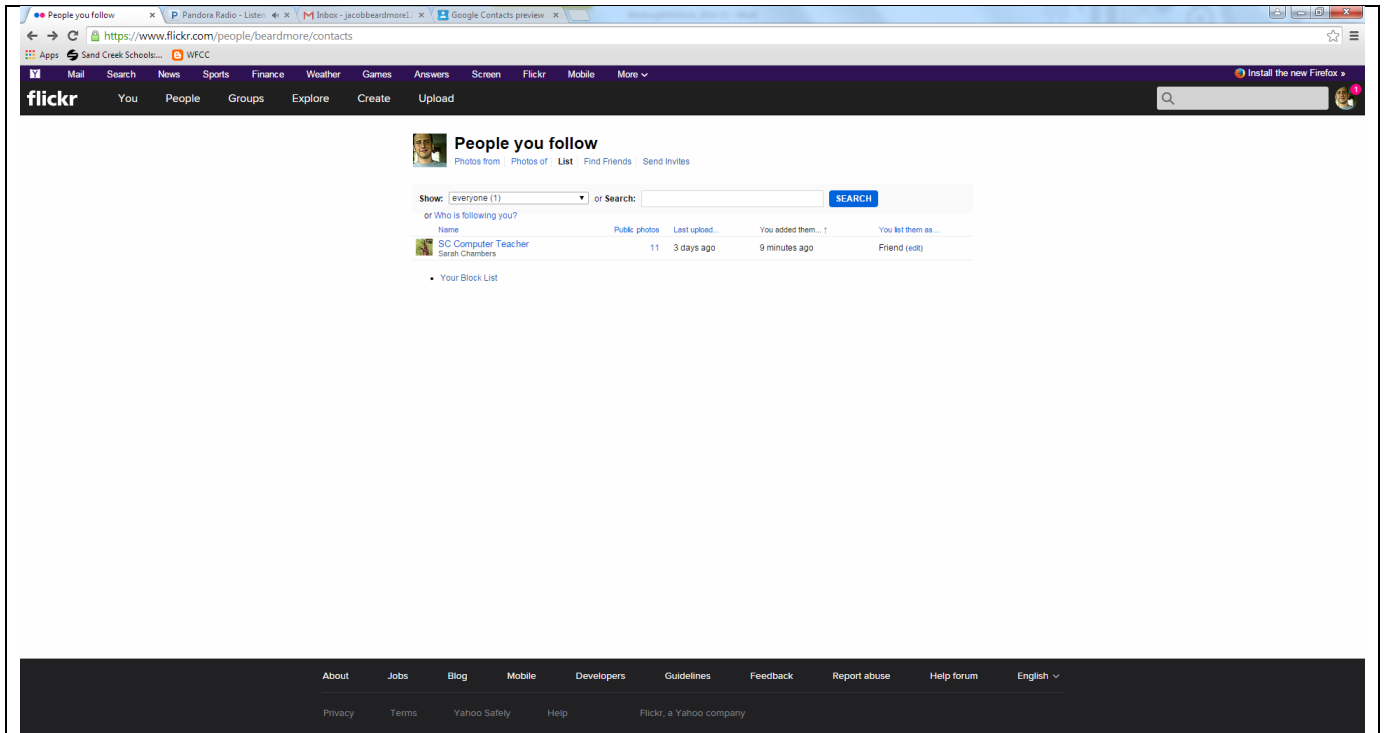 People you follow × P Pandora Radio - Listen × M Inbox - jacobbeardmore1. × Google Contacts preview ×
https://www.flickr.com/people/beardmore/contacts
Apps Sand Creek Schools:... WFCC
Y! Mail Search News Sports Finance Weather Games Answers Screen Flickr Mobile More Install the new Firefox »
flickr You People Groups Explore Create Upload 1
People you follow
Photos from Photos of List Find Friends Send Invites
Show: everyone (1) or Search: SEARCH
or Who is following you?
Name Public photos Last upload... You added them... ↑ You list them as...
SC Computer Teacher 11 3 days ago 9 minutes ago Friend (edit)
Sarah Chambers
• Your Block List
About Jobs Blog Mobile Developers Guidelines Feedback Report abuse Help forum English
Privacy Terms Yahoo Safely Help Flickr, a Yahoo company